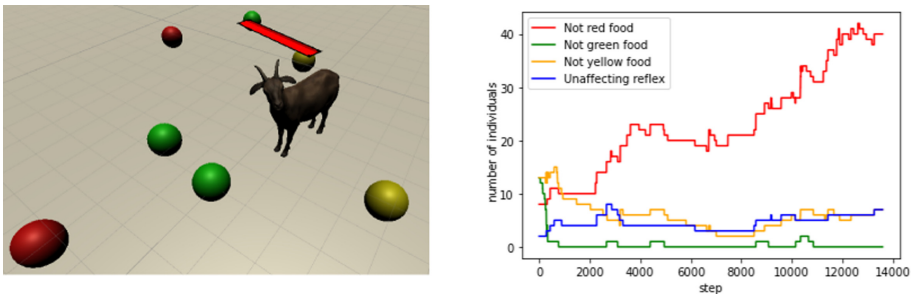 Not red food
Not green food
Not yellow food
Unaffecting reflex
number of individuals
40
30
20
10
0
0 2000 4000 6000 8000 10000 12000 14000
step